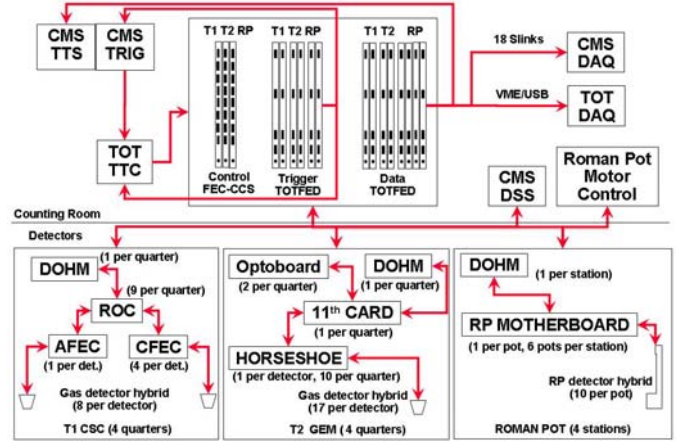 CMS
TTS
CMS
TRIG
TOT
TTC
T1 T2 RP
T1 T2 RP
T1 T2 RP
Control
FEC-CCS
Trigger
TOTFED
Data
TOTFED
18 Slinks
CMS
DAQ
VME/USB
TOT
DAQ
CMS
DSS
Roman Pot
Motor
Control
Counting Room
Detectors
(1 per quarter)
DOHM
(9 per quarter)
ROC
AFEC
CFEC
(1 per det.)
(4 per det.)
Gas detector hybrid
(8 per detector)
T1 CSC (4 quarters)
Optoboard
(2 per quarter)
DOHM
(1 per quarter)
11th CARD
(1 per quarter)
HORSESHOE
(1 per detector, 10 per quarter)
Gas detector hybrid
(17 per detector)
T2 GEM (4 quarters)
DOHM
(1 per station)
RP MOTHERBOARD
(1 per pot, 6 pots per station)
RP detector hybrid
(10 per pot)
ROMAN POT (4 stations)